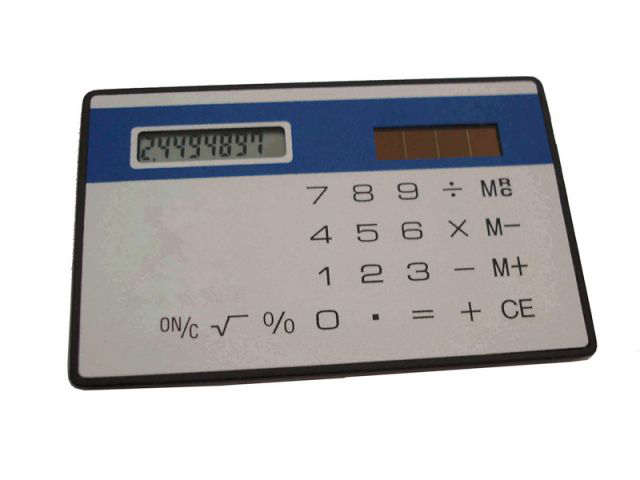 2.4494897
7 8 9 ÷ MRC
4 5 6 × M−
1 2 3 − M+
ON/C √ % 0 . = + CE